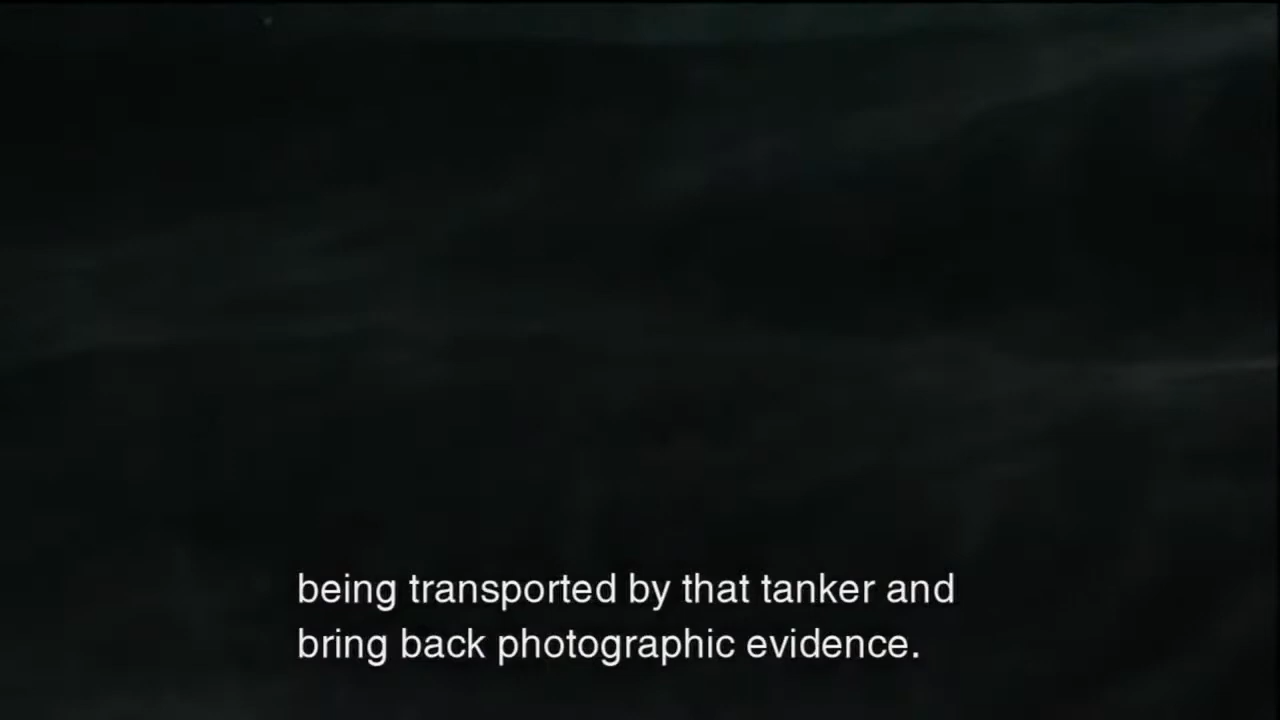 being transported by that tanker and
bring back photographic evidence.